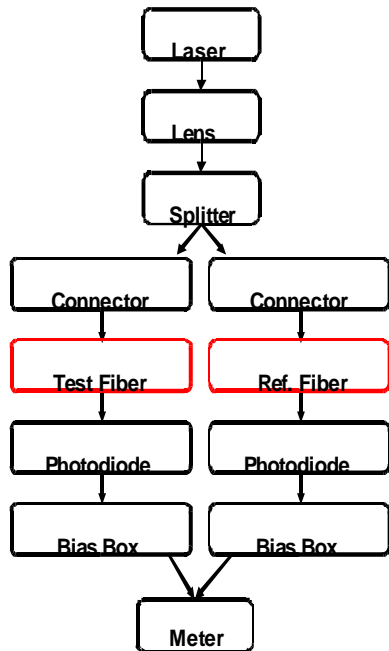 Laser
Lens
Splitter
Connector
Connector
Test Fiber
Ref. Fiber
Photodiode
Photodiode
Bias Box
Bias Box
Meter